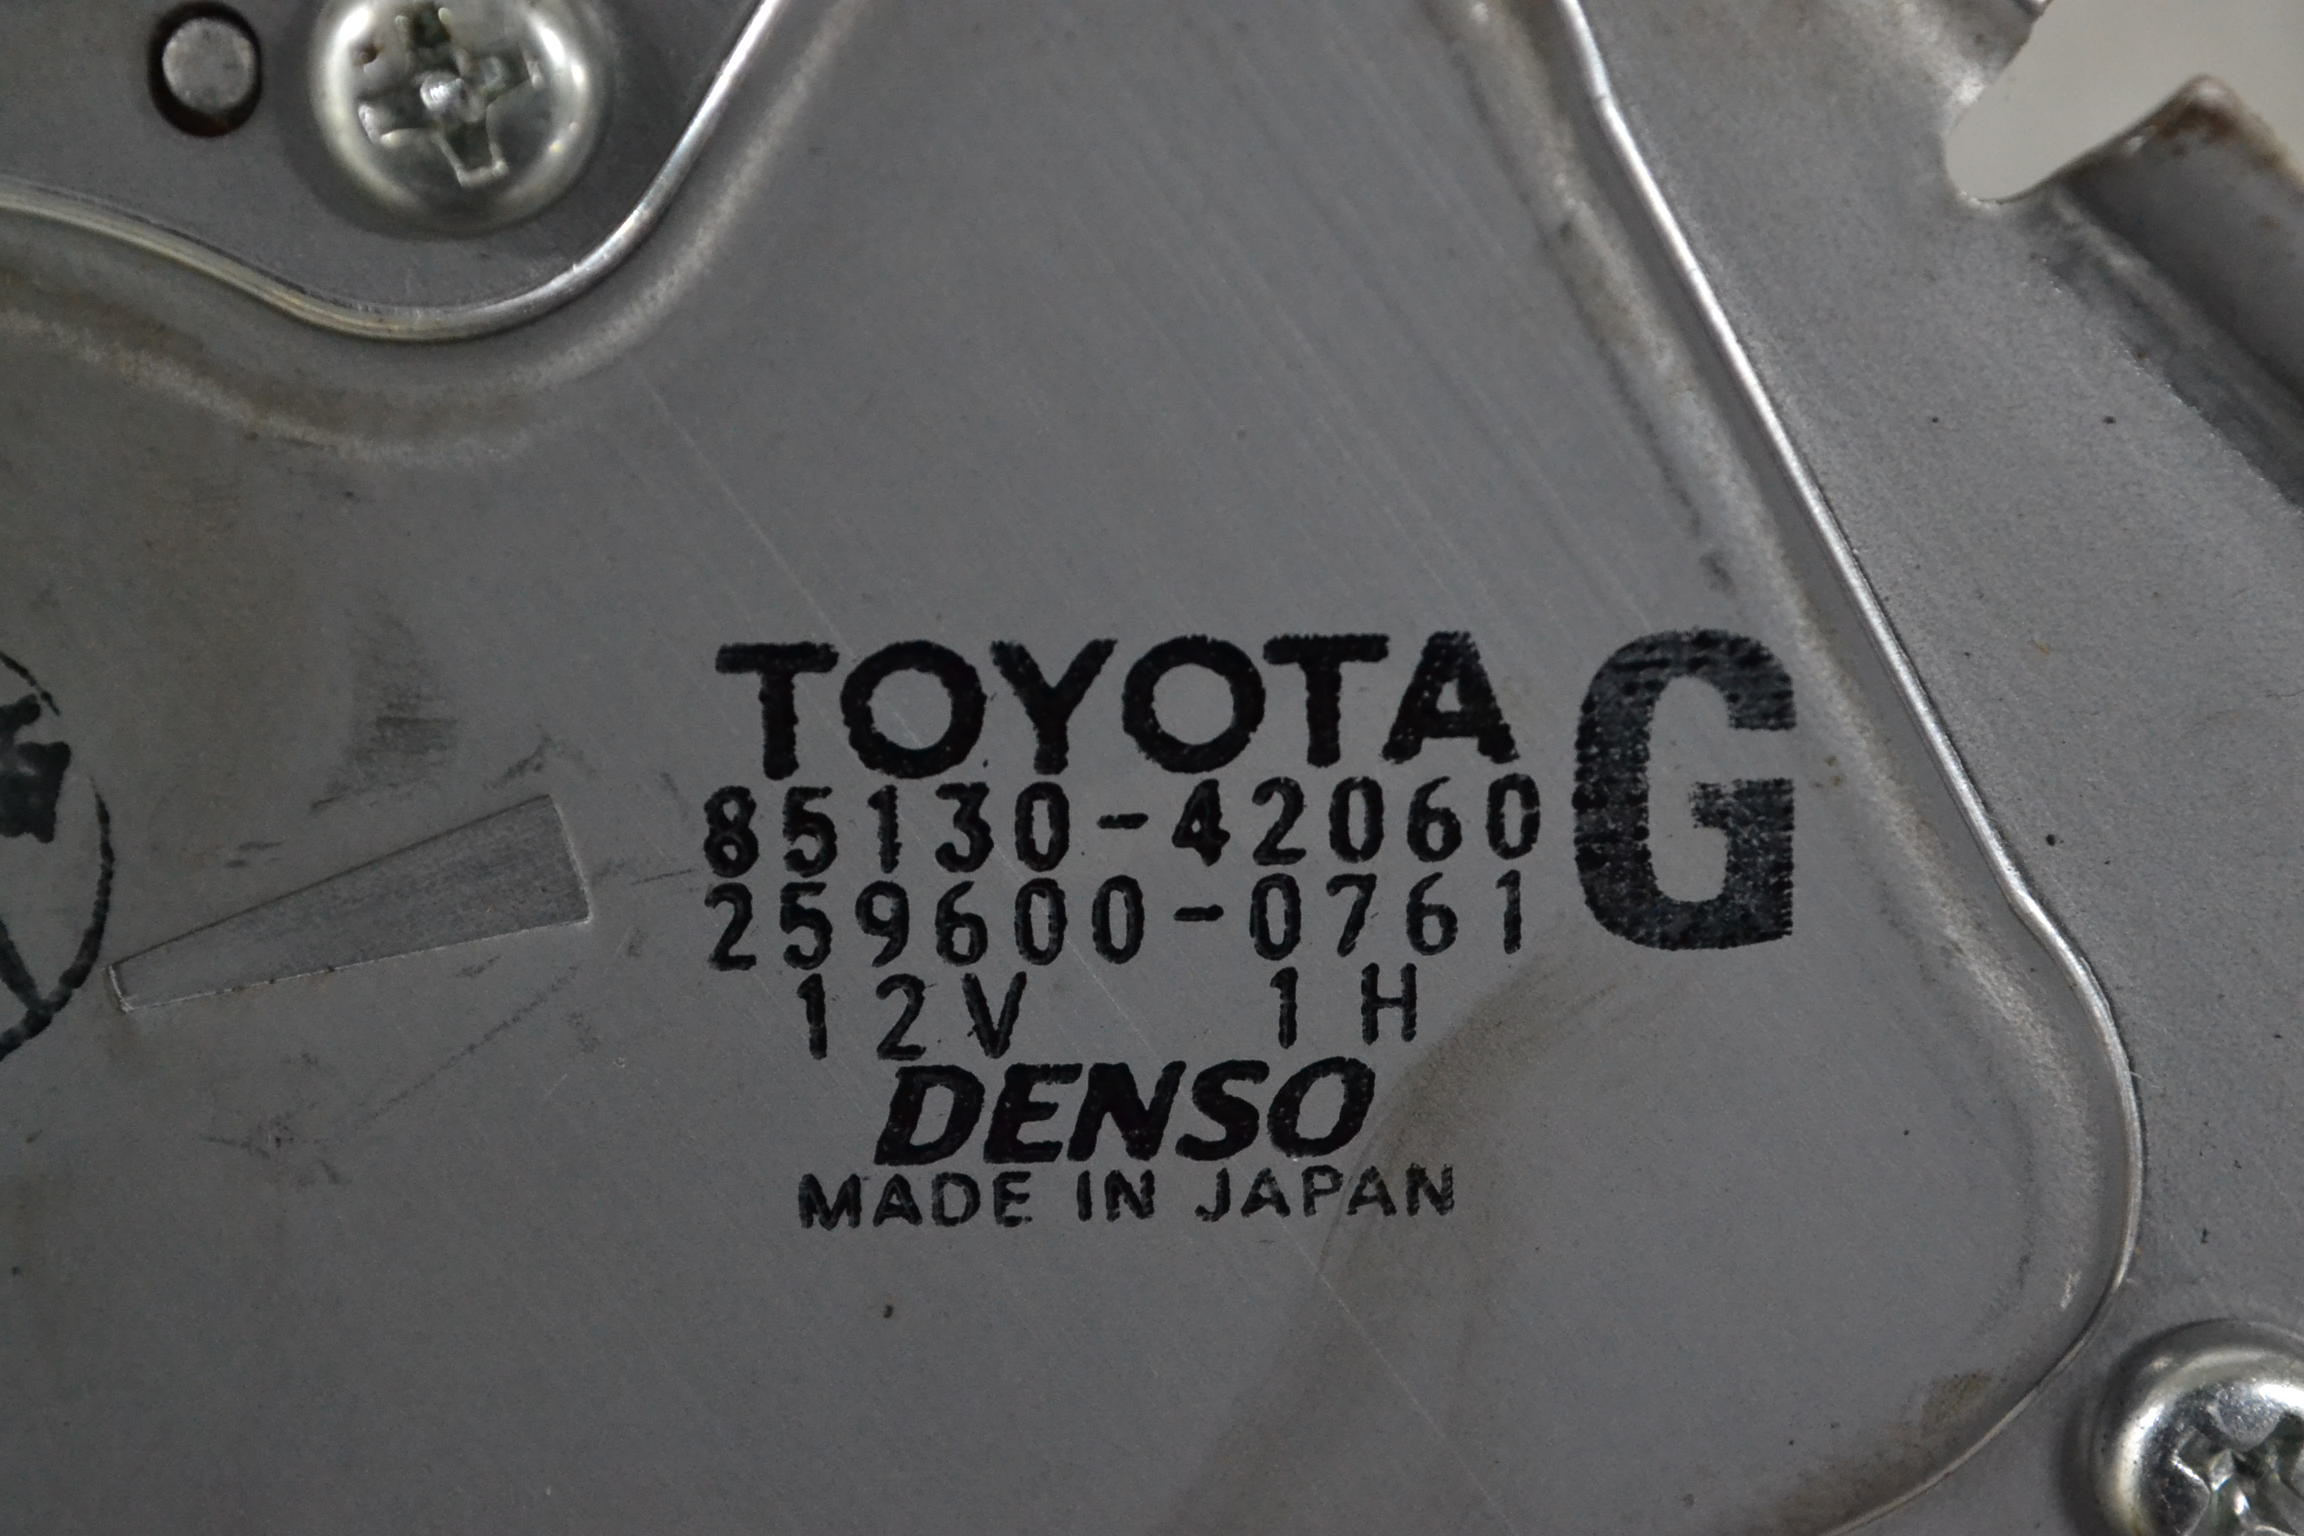 TOYOTA G
85130-42060
259600-0761
12V 1H
DENSO
MADE IN JAPAN